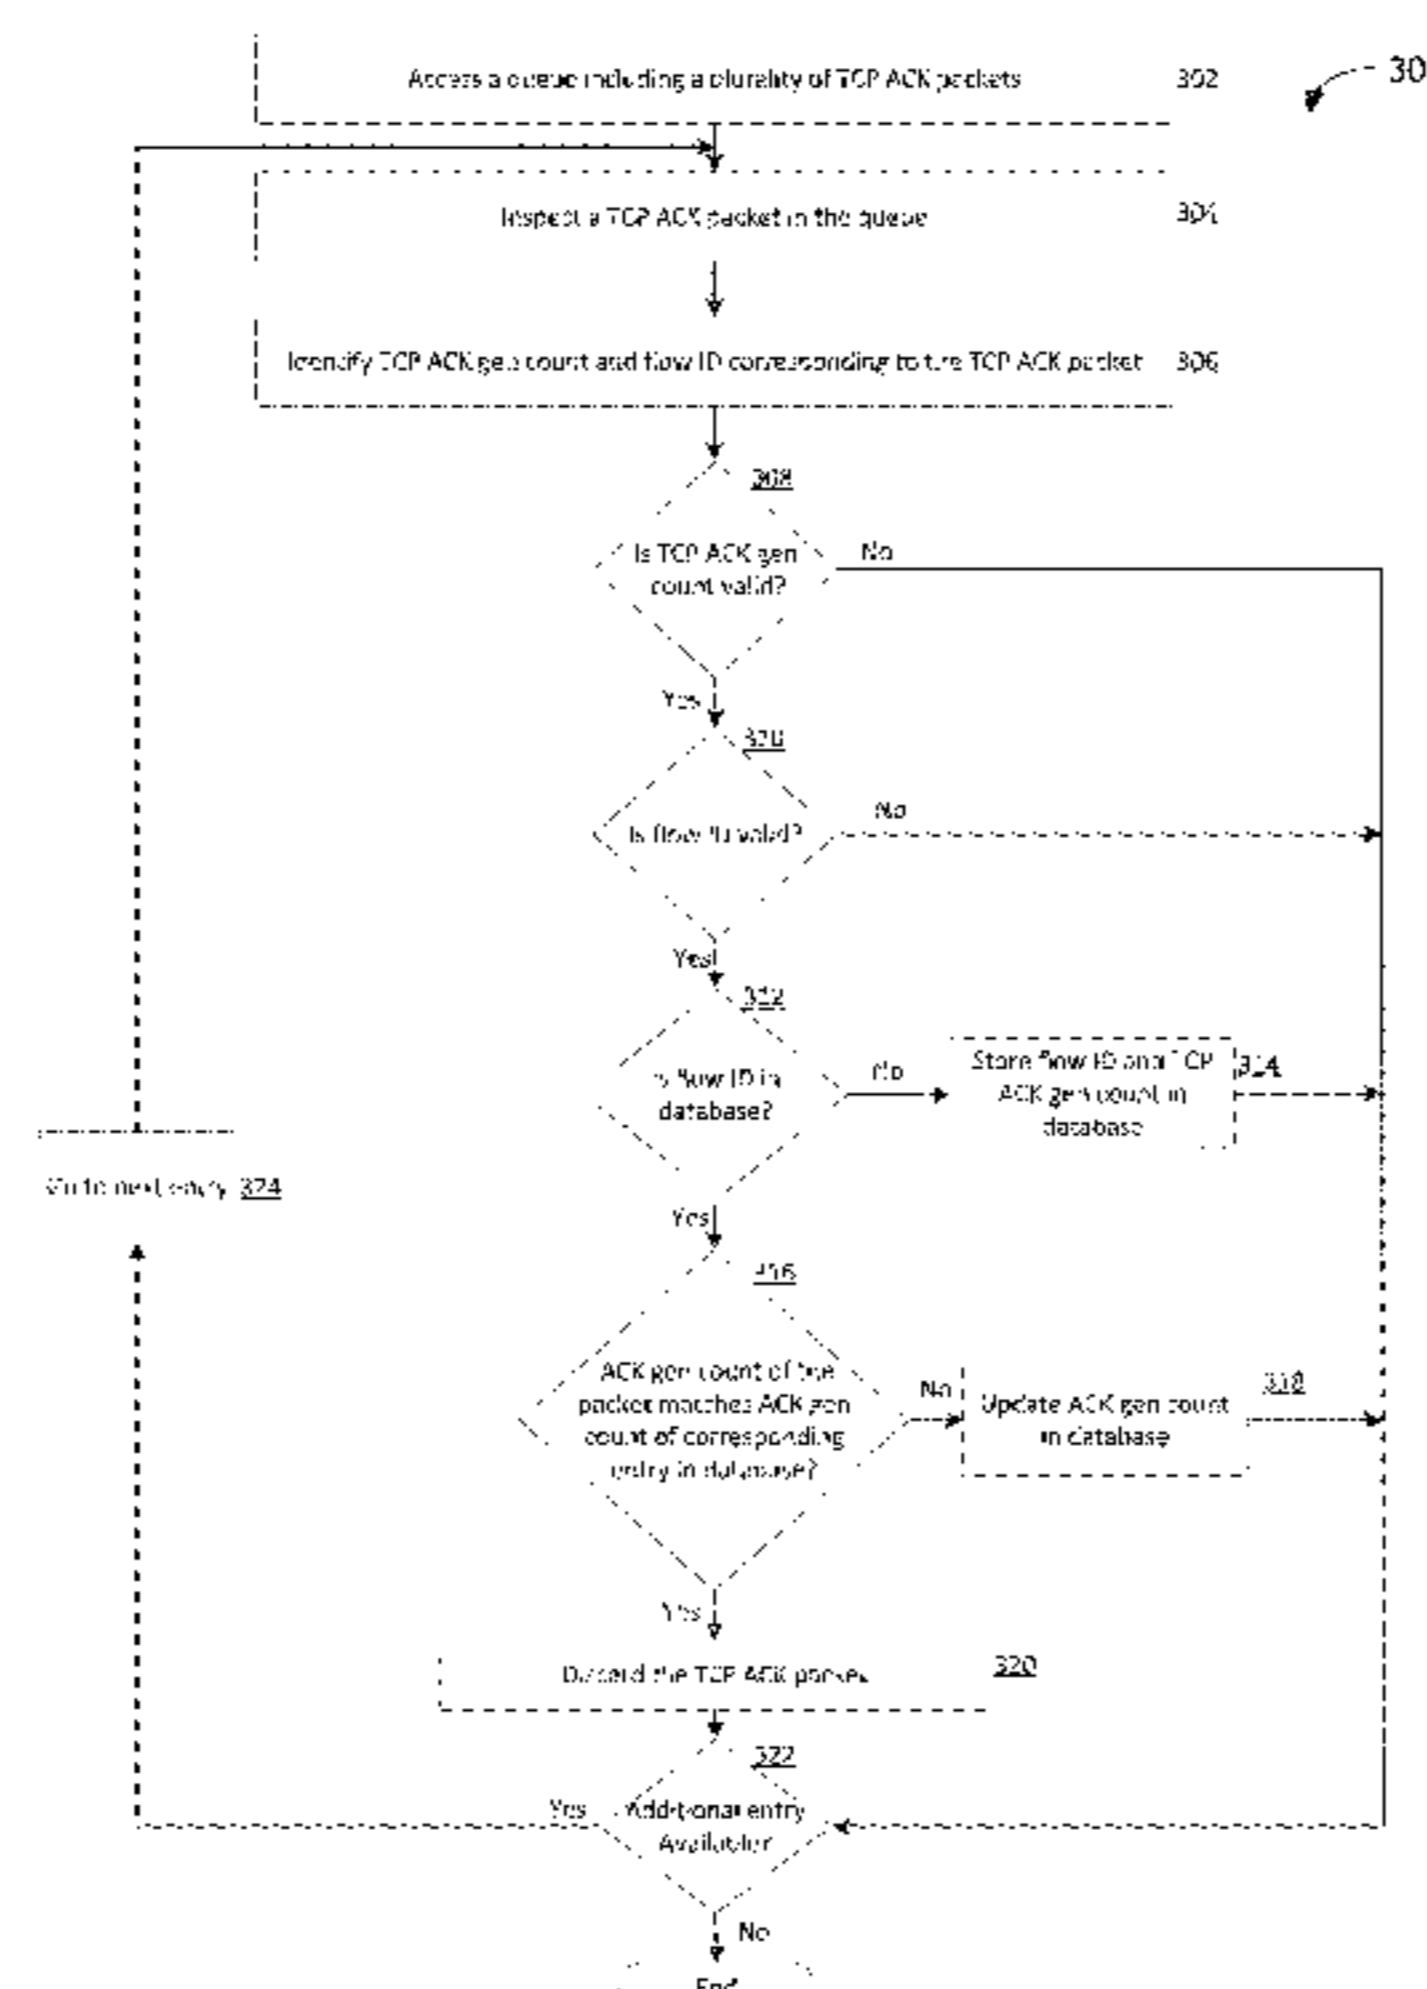 Access a queue including a plurality of TCP ACK packets 302
30
Inspect a TCP ACK packet in the queue 304
Identify TCP ACK gen count and flow ID corresponding to the TCP ACK packet 306
308
Is TCP ACK gen
count valid?
No
Yes
Is flow ID valid?
No
Yes
312
Is flow ID in
database?
No
Store flow ID and TCP
ACK gen count in
database
314
Yes
316
ACK gen count of the
packet matches ACK gen
count of corresponding
entry in database?
No
Update ACK gen count
in database
318
Go to next entry 324
Yes
Discard the TCP ACK packet 320
322
Additional entry
Available?
Yes
No
End